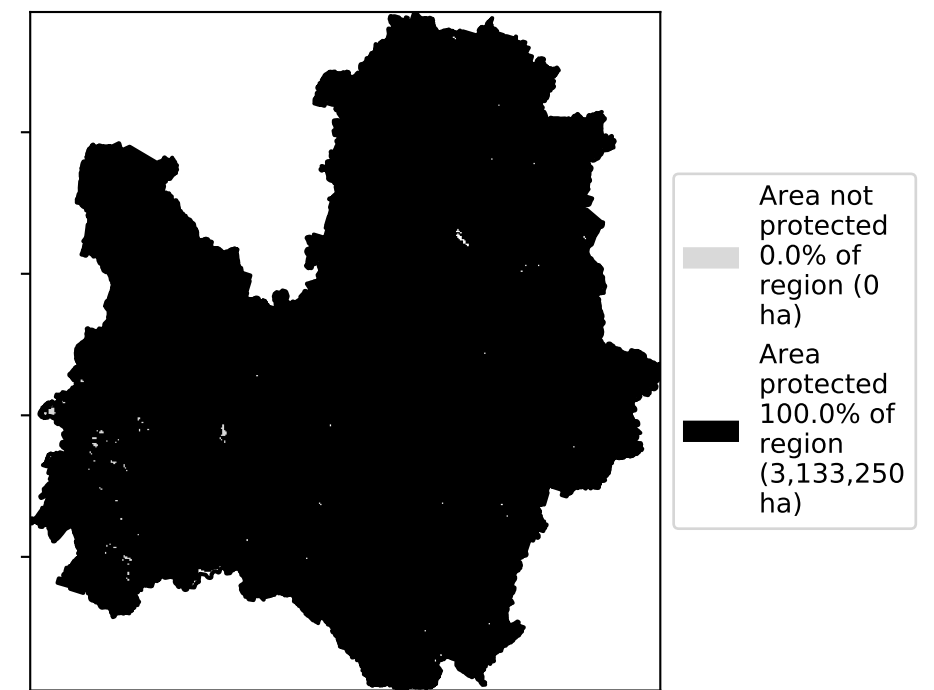 Area not
protected
0.0% of
region (0
ha)
Area
protected
100.0% of
region
(3,133,250
ha)